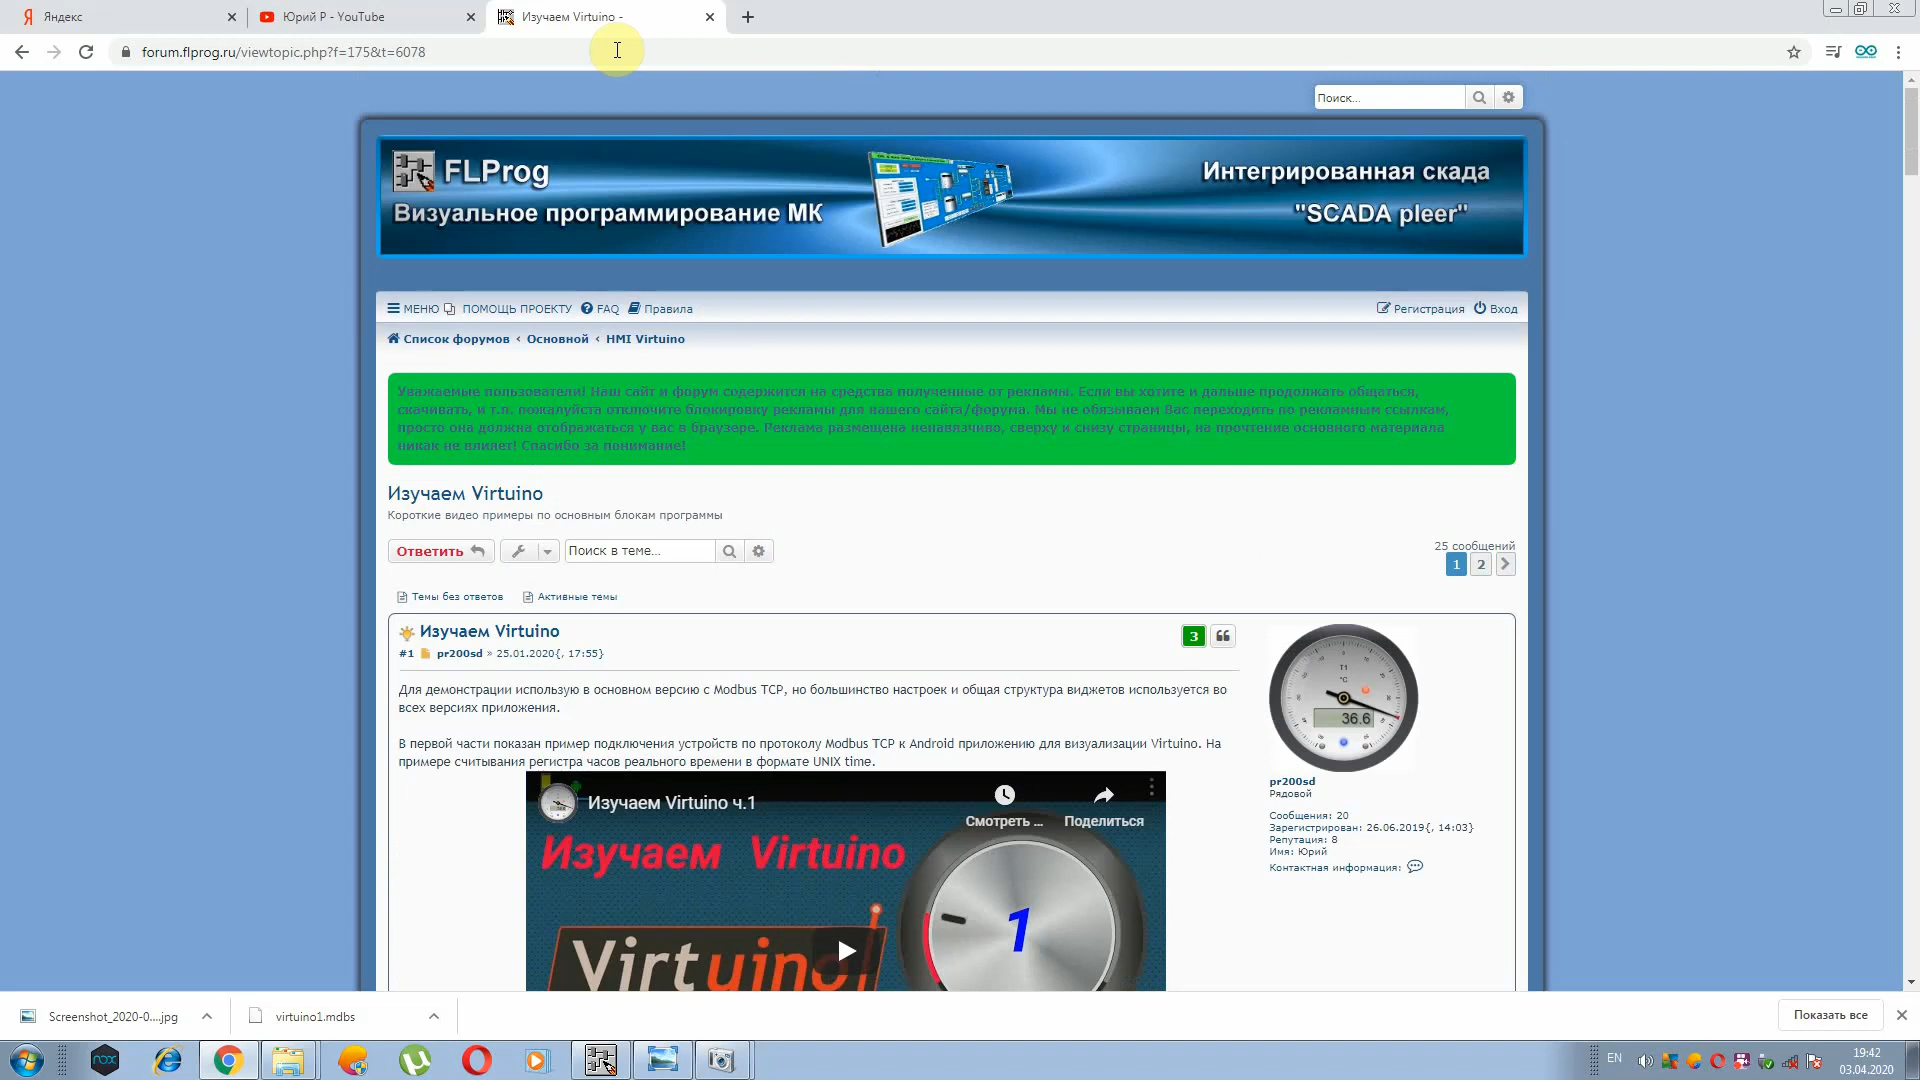 Яндекс
Юрий Р - YouTube
Изучаем Virtuino -
forum.flprog.ru/viewtopic.php?f=175&t=6078
Поиск...
FLProg
Визуальное программирование МК
Интегрированная скада
"SCADA pleer"
МЕНЮ
ПОМОЩЬ ПРОЕКТУ
FAQ
Правила
Регистрация
Вход
Список форумов ‹ Основной ‹ HMI Virtuino
Уважаемые пользователи! Наш сайт и форум содержится на средства полученные от рекламы. Если вы хотите и дальше продолжать общаться,
скачивать, и т.п. пожалуйста отключите блокировку рекламы для нашего сайта/форума. Мы не обязываем Вас переходить по рекламным ссылкам,
просто она должна отображаться у вас в браузере. Реклама размещена ненавязчиво, сверху и снизу страницы, на прочтение основного материала
никак не влияет! Спасибо за понимание!
Изучаем Virtuino
Короткие видео примеры по основным блокам программы
Ответить
Поиск в теме...
25 сообщений
1
2
Темы без ответов
Активные темы
Изучаем Virtuino
3
#1 pr200sd » 25.01.2020{, 17:55}
Для демонстрации использую в основном версию с Modbus TCP, но большинство настроек и общая структура виджетов используется во
всех версиях приложения.
В первой части показан пример подключения устройств по протоколу Modbus TCP к Android приложению для визуализации Virtuino. На
примере считывания регистра часов реального времени в формате UNIX time.
T1
°C
36.6
pr200sd
Рядовой
Сообщения: 20
Зарегистрирован: 26.06.2019{, 14:03}
Репутация: 8
Имя: Юрий
Контактная информация:
Изучаем Virtuino ч.1
Смотреть ...
Поделиться
Изучаем Virtuino
1
Virtuino
Screenshot_2020-0....jpg
virtuino1.mdbs
Показать все
nox
EN
19:42
03.04.2020